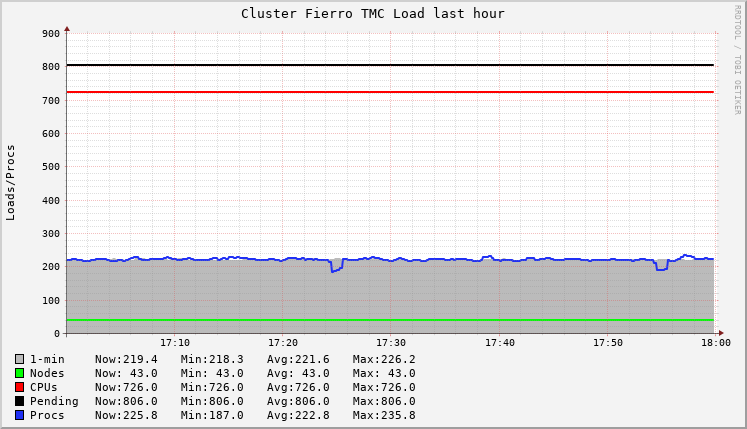 Cluster Fierro TMC Load last hour
RRDTOOL / TOBI OETIKER
Loads/Procs
900
800
700
600
500
400
300
200
100
0
17:10 17:20 17:30 17:40 17:50 18:00
1-min Now:219.4 Min:218.3 Avg:221.6 Max:226.2
Nodes Now: 43.0 Min: 43.0 Avg: 43.0 Max: 43.0
CPUs Now:726.0 Min:726.0 Avg:726.0 Max:726.0
Pending Now:806.0 Min:806.0 Avg:806.0 Max:806.0
Procs Now:225.8 Min:187.0 Avg:222.8 Max:235.8